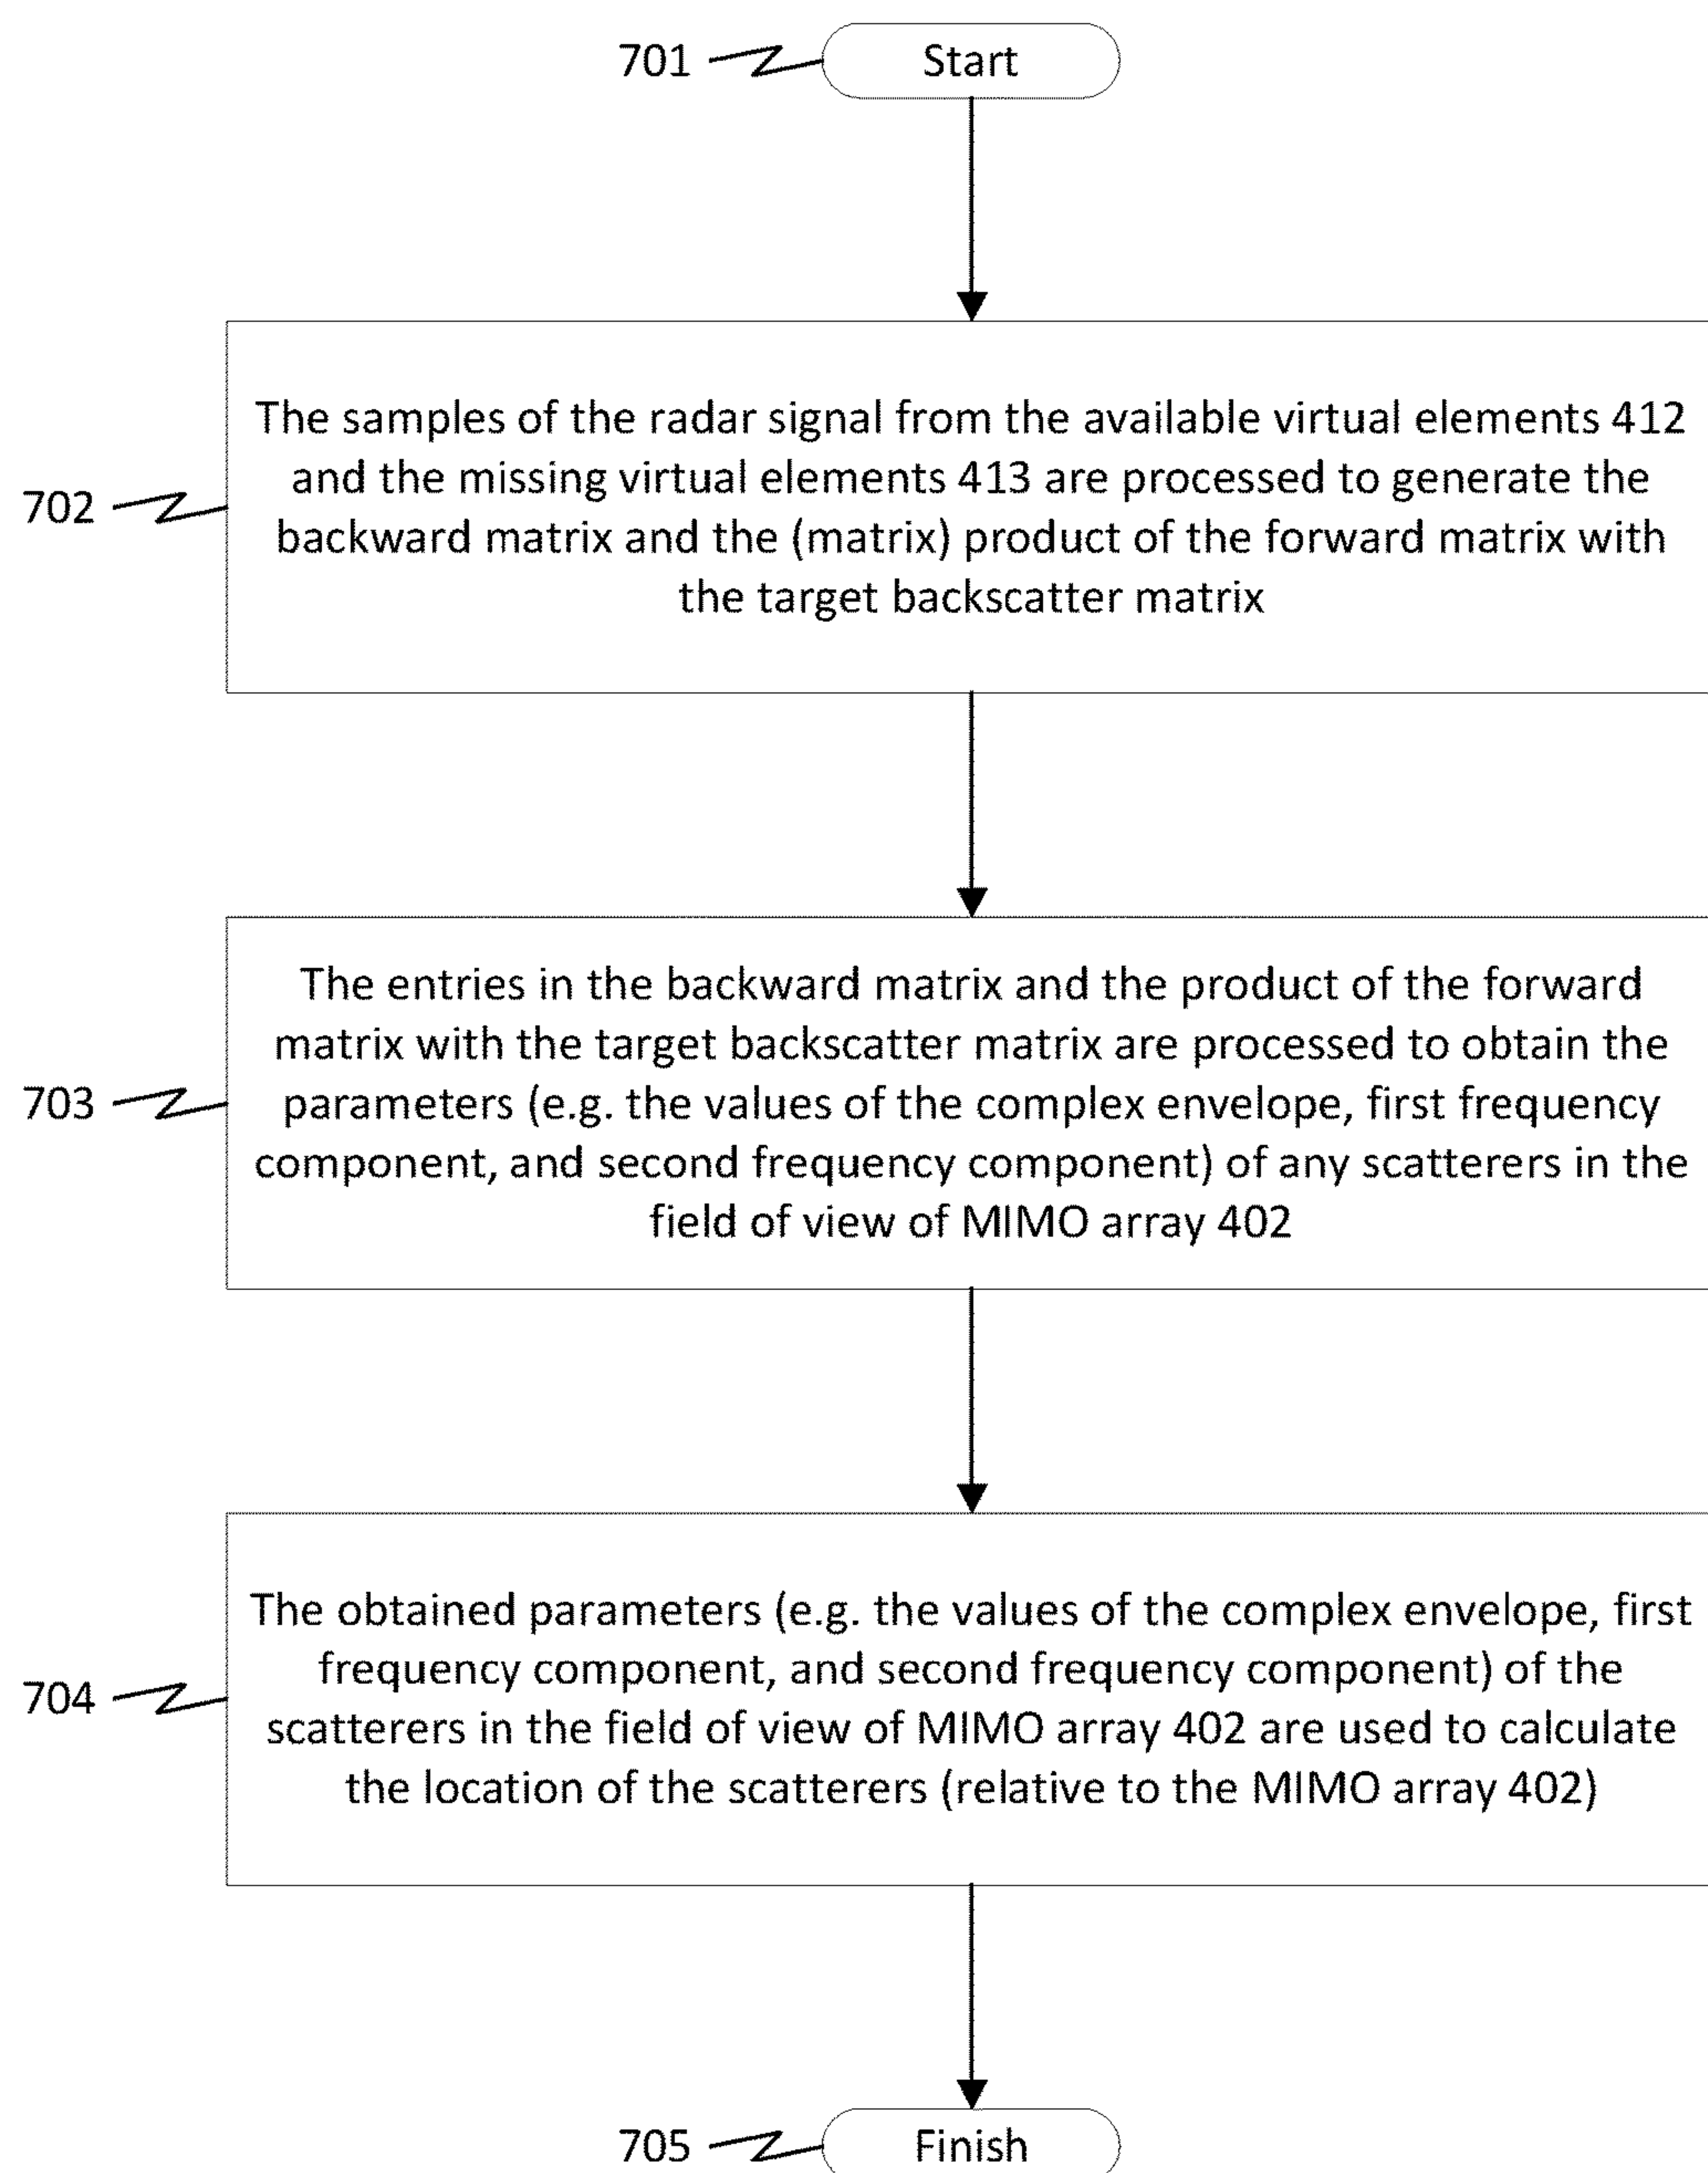 701
Start
702
The samples of the radar signal from the available virtual elements 412
and the missing virtual elements 413 are processed to generate the
backward matrix and the (matrix) product of the forward matrix with
the target backscatter matrix
703
The entries in the backward matrix and the product of the forward
matrix with the target backscatter matrix are processed to obtain the
parameters (e.g. the values of the complex envelope, first frequency
component, and second frequency component) of any scatterers in the
field of view of MIMO array 402
704
The obtained parameters (e.g. the values of the complex envelope, first
frequency component, and second frequency component) of the
scatterers in the field of view of MIMO array 402 are used to calculate
the location of the scatterers (relative to the MIMO array 402)
705
Finish